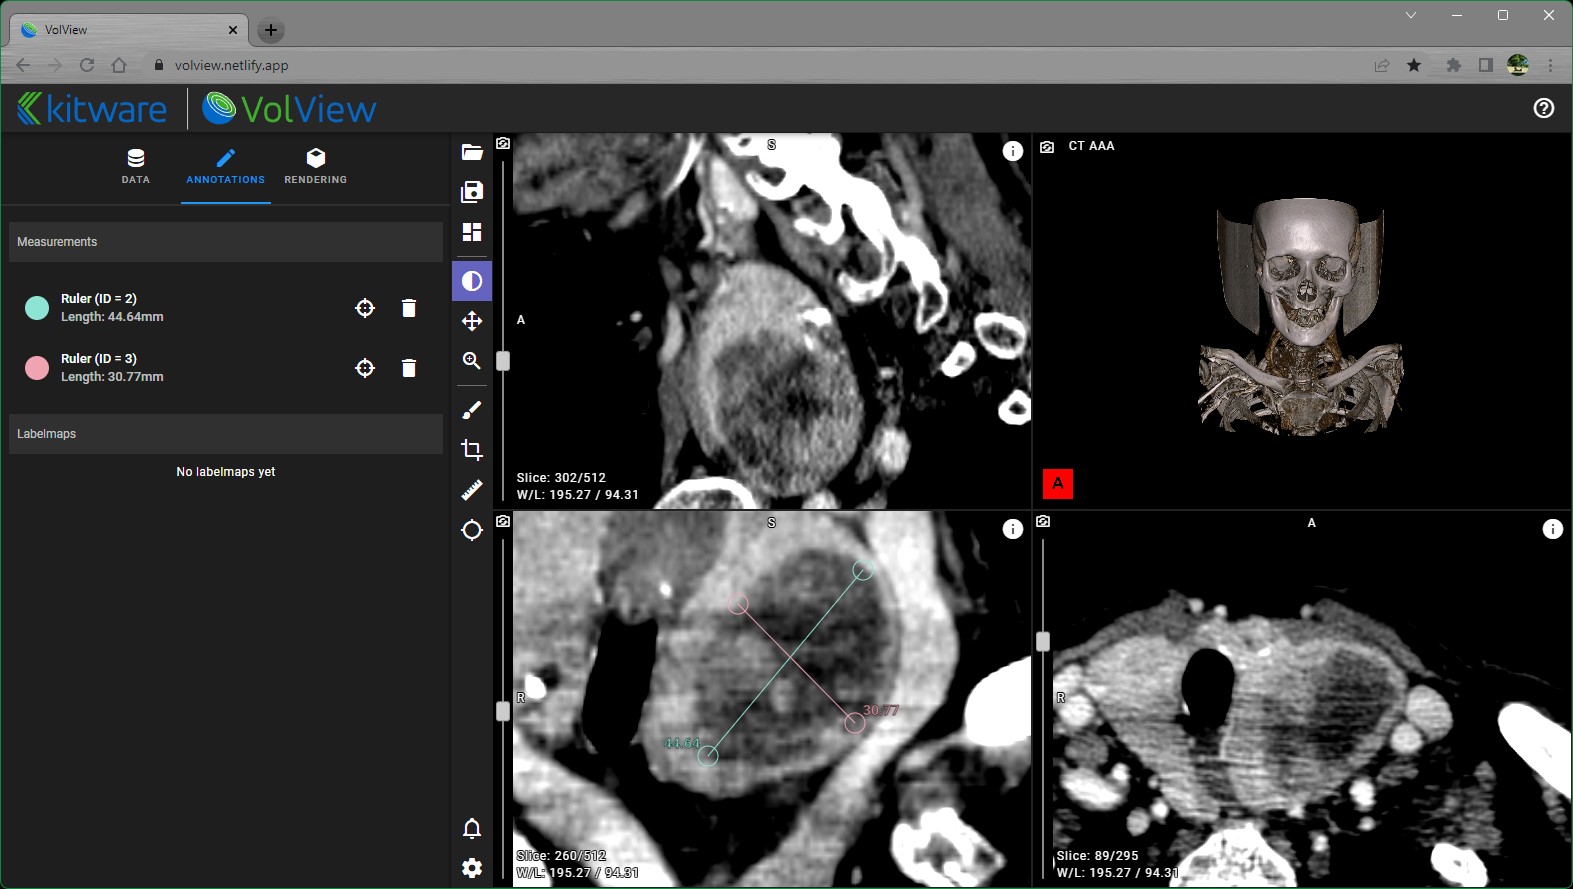 VolView
volview.netlify.app
kitware
VolView
DATA
ANNOTATIONS
RENDERING
Measurements
Ruler (ID = 2)
Length: 44.64mm
Ruler (ID = 3)
Length: 30.77mm
Labelmaps
No labelmaps yet
S
A
Slice: 302/512
W/L: 195.27 / 94.31
CT AAA
A
S
R
30.77
44.64
Slice: 260/512
W/L: 195.27 / 94.31
A
R
Slice: 89/295
W/L: 195.27 / 94.31